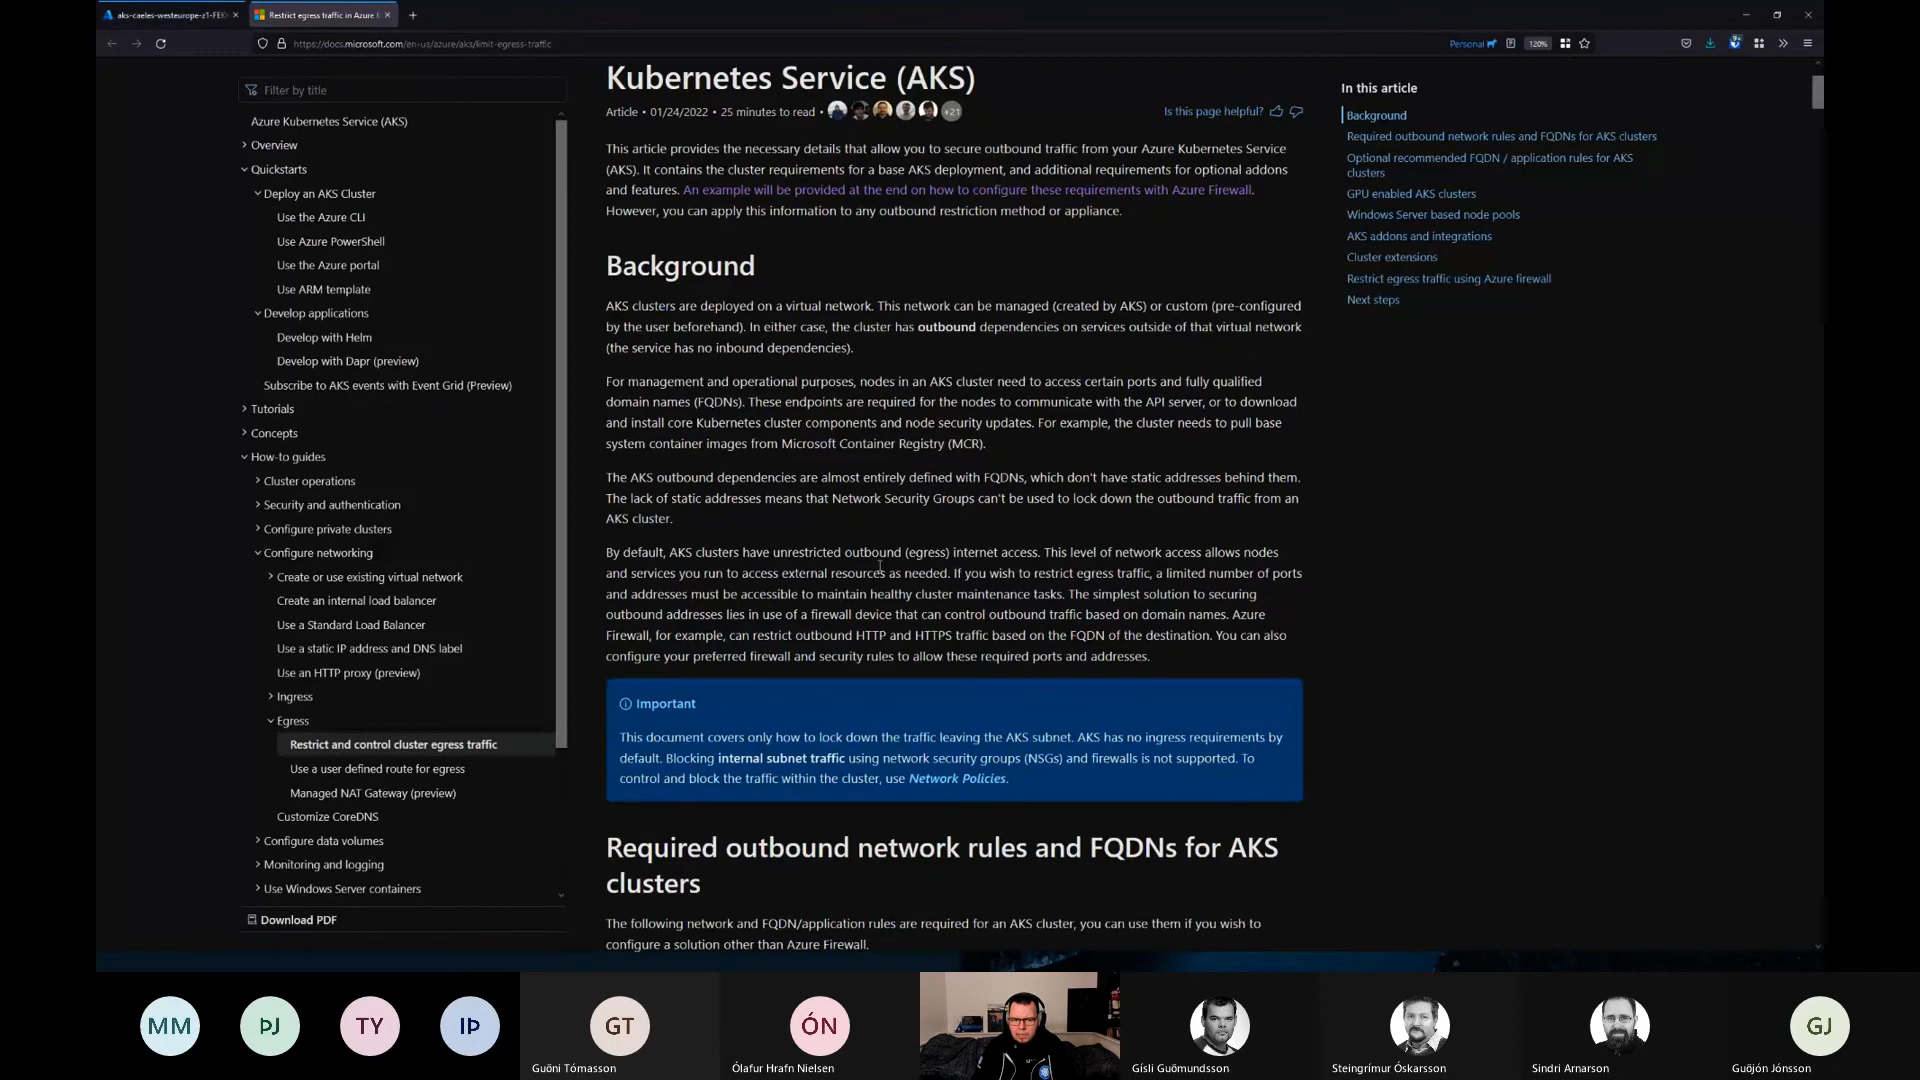 aks-caeles-westeurope-z1-FEK
Restrict egress traffic in Azure
https://docs.microsoft.com/en-us/azure/aks/limit-egress-traffic
Personal
120%
Filter by title
Azure Kubernetes Service (AKS)
Overview
Quickstarts
Deploy an AKS Cluster
Use the Azure CLI
Use Azure PowerShell
Use the Azure portal
Use ARM template
Develop applications
Develop with Helm
Develop with Dapr (preview)
Subscribe to AKS events with Event Grid (Preview)
Tutorials
Concepts
How-to guides
Cluster operations
Security and authentication
Configure private clusters
Configure networking
Create or use existing virtual network
Create an internal load balancer
Use a Standard Load Balancer
Use a static IP address and DNS label
Use an HTTP proxy (preview)
Ingress
Egress
Restrict and control cluster egress traffic
Use a user defined route for egress
Managed NAT Gateway (preview)
Customize CoreDNS
Configure data volumes
Monitoring and logging
Use Windows Server containers
Download PDF
Kubernetes Service (AKS)
Article • 01/24/2022 • 25 minutes to read •
+21
Is this page helpful?
This article provides the necessary details that allow you to secure outbound traffic from your Azure Kubernetes Service
(AKS). It contains the cluster requirements for a base AKS deployment, and additional requirements for optional addons
and features. An example will be provided at the end on how to configure these requirements with Azure Firewall.
However, you can apply this information to any outbound restriction method or appliance.
Background
AKS clusters are deployed on a virtual network. This network can be managed (created by AKS) or custom (pre-configured
by the user beforehand). In either case, the cluster has outbound dependencies on services outside of that virtual network
(the service has no inbound dependencies).
For management and operational purposes, nodes in an AKS cluster need to access certain ports and fully qualified
domain names (FQDNs). These endpoints are required for the nodes to communicate with the API server, or to download
and install core Kubernetes cluster components and node security updates. For example, the cluster needs to pull base
system container images from Microsoft Container Registry (MCR).
The AKS outbound dependencies are almost entirely defined with FQDNs, which don't have static addresses behind them.
The lack of static addresses means that Network Security Groups can't be used to lock down the outbound traffic from an
AKS cluster.
By default, AKS clusters have unrestricted outbound (egress) internet access. This level of network access allows nodes
and services you run to access external resources as needed. If you wish to restrict egress traffic, a limited number of ports
and addresses must be accessible to maintain healthy cluster maintenance tasks. The simplest solution to securing
outbound addresses lies in use of a firewall device that can control outbound traffic based on domain names. Azure
Firewall, for example, can restrict outbound HTTP and HTTPS traffic based on the FQDN of the destination. You can also
configure your preferred firewall and security rules to allow these required ports and addresses.
Important
This document covers only how to lock down the traffic leaving the AKS subnet. AKS has no ingress requirements by
default. Blocking internal subnet traffic using network security groups (NSGs) and firewalls is not supported. To
control and block the traffic within the cluster, use Network Policies.
Required outbound network rules and FQDNs for AKS
clusters
The following network and FQDN/application rules are required for an AKS cluster, you can use them if you wish to
configure a solution other than Azure Firewall.
In this article
Background
Required outbound network rules and FQDNs for AKS clusters
Optional recommended FQDN / application rules for AKS
clusters
GPU enabled AKS clusters
Windows Server based node pools
AKS addons and integrations
Cluster extensions
Restrict egress traffic using Azure firewall
Next steps
MM
ÞJ
TY
IÞ
GT
Guðni Tómasson
ÓN
Ólafur Hrafn Nielsen
Gísli Guðmundsson
Steingrímur Óskarsson
Sindri Arnarson
GJ
Guðjón Jónsson